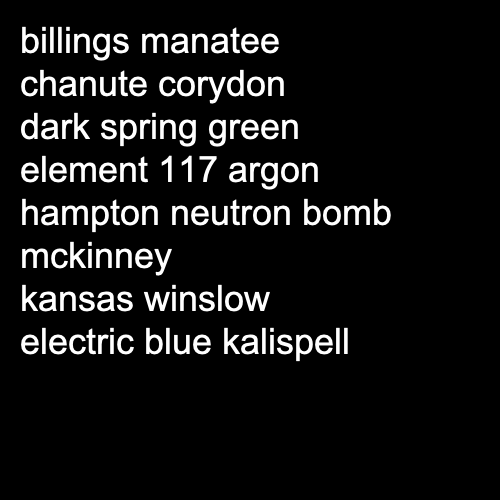 billings manatee
chanute corydon
dark spring green
element 117 argon
hampton neutron bomb
mckinney
kansas winslow
electric blue kalispell